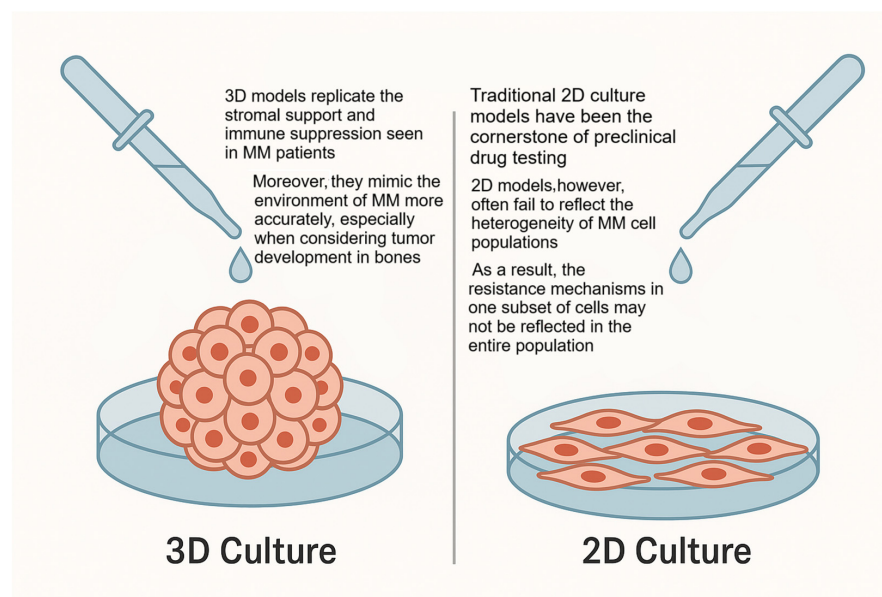 3D models replicate the
stromal support and
immune suppression seen
in MM patients
Moreover, they mimic the
environment of MM more
accurately, especially
when considering tumor
development in bones
3D Culture
Traditional 2D culture
models have been the
cornerstone of preclinical
drug testing
2D models,however,
often fail to reflect the
heterogeneity of MM cell
populations
As a result, the
resistance mechanisms in
one subset of cells may
not be reflected in the
entire population
2D Culture